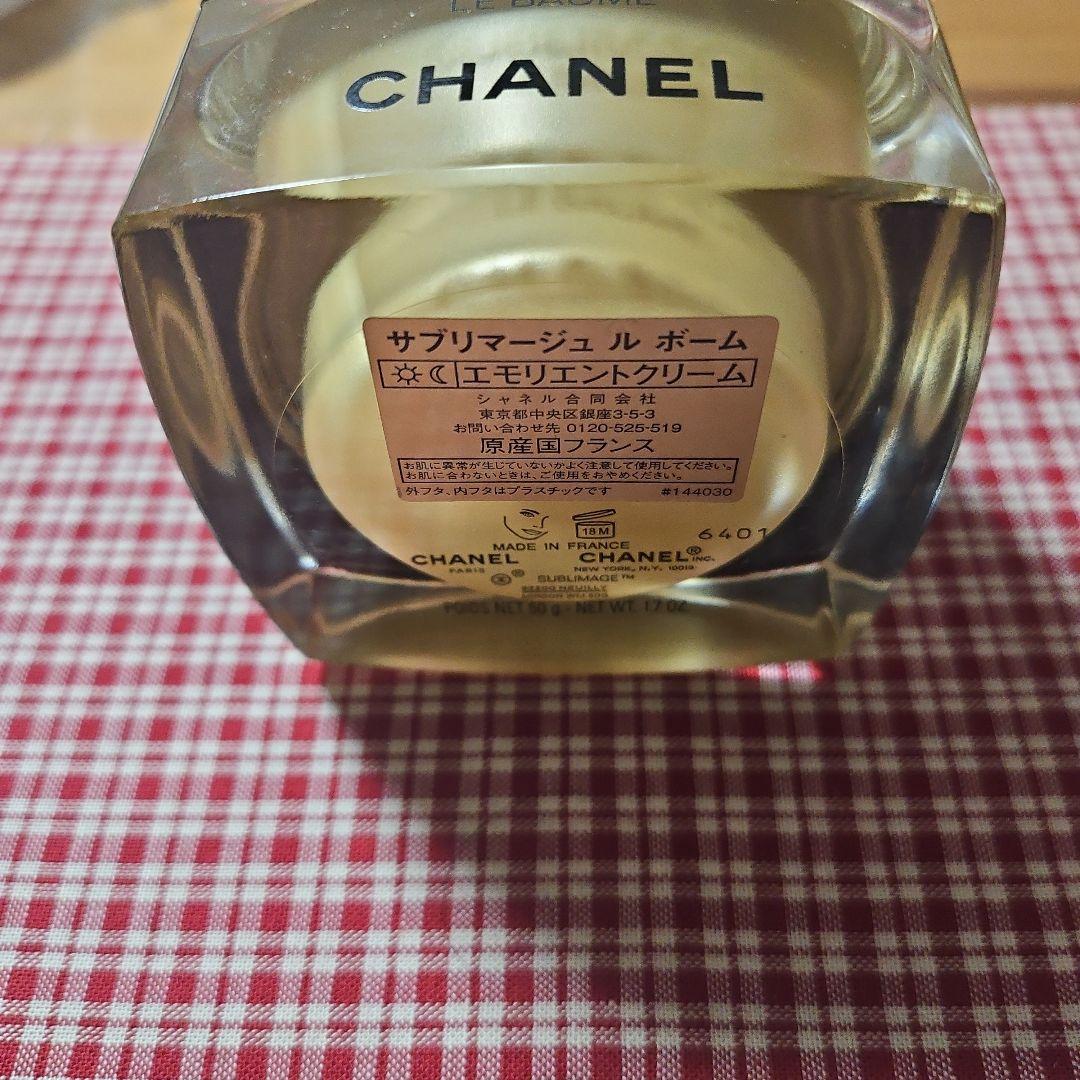 LE BAUME
CHANEL
サブリマージュ ル ボーム
エモリエントクリーム
シャネル合同会社
東京都中央区銀座3-5-3
お問い合わせ先 0120-525-519
原産国フランス
お肌に異常が生じていないかよく注意して使用してください。
お肌に合わないときは、ご使用をおやめください。
外フタ、内フタはプラスチックです #144030
18M
6401
MADE IN FRANCE
CHANEL CHANEL® INC.
PARIS NEW YORK, N.Y. 10019
SUBLIMAGE™
92200 NEUILLY
POIDS NET 50 g - NET WT. 1.7 OZ.